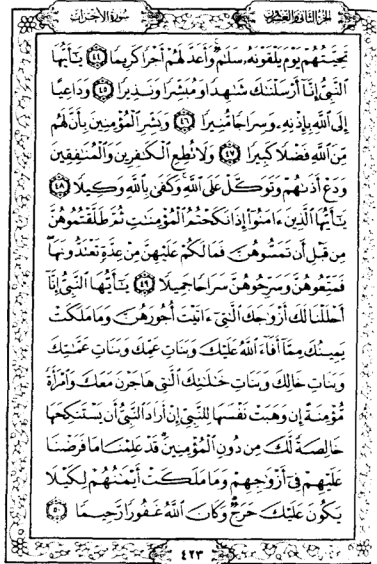 الجزء الثاني والعشرون سورة الأحزاب
تَحِيَّتُهُمْ يَوْمَ يَلْقَوْنَهُۥ سَلَٰمٌ ۚ وَأَعَدَّ لَهُمْ أَجْرًا كَرِيمًا ﴿٤٤﴾ يَٰٓأَيُّهَا
ٱلنَّبِىُّ إِنَّآ أَرْسَلْنَٰكَ شَٰهِدًا وَمُبَشِّرًا وَنَذِيرًا ﴿٤٥﴾ وَدَاعِيًا
إِلَى ٱللَّهِ بِإِذْنِهِۦ وَسِرَاجًا مُّنِيرًا ﴿٤٦﴾ وَبَشِّرِ ٱلْمُؤْمِنِينَ بِأَنَّ لَهُم
مِّنَ ٱللَّهِ فَضْلًا كَبِيرًا ﴿٤٧﴾ وَلَا تُطِعِ ٱلْكَٰفِرِينَ وَٱلْمُنَٰفِقِينَ
وَدَعْ أَذَىٰهُمْ وَتَوَكَّلْ عَلَى ٱللَّهِ ۚ وَكَفَىٰ بِٱللَّهِ وَكِيلًا ﴿٤٨﴾
يَٰٓأَيُّهَا ٱلَّذِينَ ءَامَنُوٓا۟ إِذَا نَكَحْتُمُ ٱلْمُؤْمِنَٰتِ ثُمَّ طَلَّقْتُمُوهُنَّ
مِن قَبْلِ أَن تَمَسُّوهُنَّ فَمَا لَكُمْ عَلَيْهِنَّ مِنْ عِدَّةٍ تَعْتَدُّونَهَا ۖ
فَمَتِّعُوهُنَّ وَسَرِّحُوهُنَّ سَرَاحًا جَمِيلًا ﴿٤٩﴾ يَٰٓأَيُّهَا ٱلنَّبِىُّ إِنَّآ
أَحْلَلْنَا لَكَ أَزْوَٰجَكَ ٱلَّٰتِىٓ ءَاتَيْتَ أُجُورَهُنَّ وَمَا مَلَكَتْ
يَمِينُكَ مِمَّآ أَفَآءَ ٱللَّهُ عَلَيْكَ وَبَنَاتِ عَمِّكَ وَبَنَاتِ عَمَّٰتِكَ
وَبَنَاتِ خَالِكَ وَبَنَاتِ خَٰلَٰتِكَ ٱلَّٰتِى هَاجَرْنَ مَعَكَ وَٱمْرَأَةً
مُّؤْمِنَةً إِن وَهَبَتْ نَفْسَهَا لِلنَّبِىِّ إِنْ أَرَادَ ٱلنَّبِىُّ أَن يَسْتَنكِحَهَا
خَالِصَةً لَّكَ مِن دُونِ ٱلْمُؤْمِنِينَ ۗ قَدْ عَلِمْنَا مَا فَرَضْنَا
عَلَيْهِمْ فِىٓ أَزْوَٰجِهِمْ وَمَا مَلَكَتْ أَيْمَٰنُهُمْ لِكَيْلَا
يَكُونَ عَلَيْكَ حَرَجٌ ۗ وَكَانَ ٱللَّهُ غَفُورًا رَّحِيمًا ﴿٥٠﴾
٤٢٣